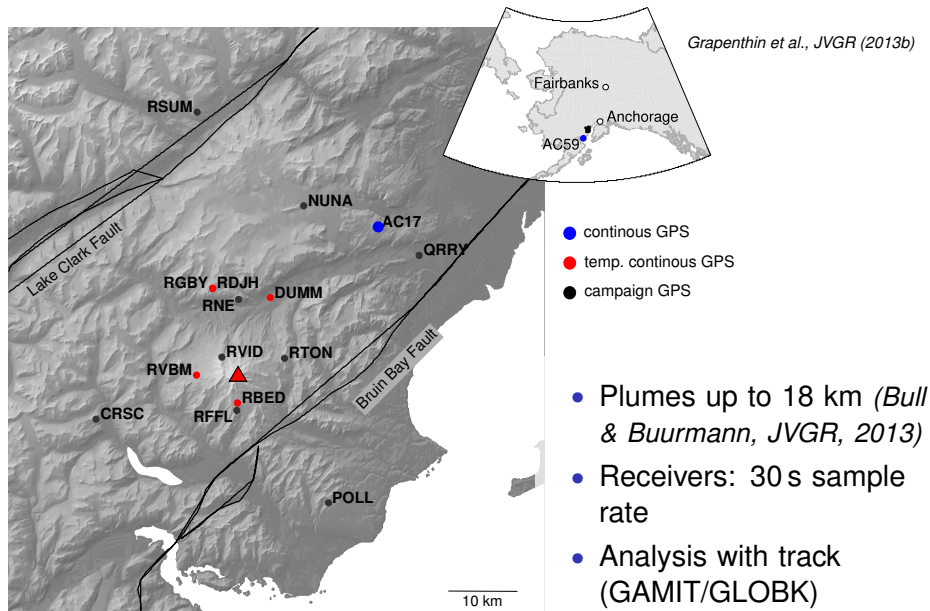 Grapenthin et al., JVGR (2013b)
Fairbanks
Anchorage
AC59
RSUM
NUNA
AC17
QRRY
Lake Clark Fault
RGBY RDJH
DUMM
RNE
RVID
RTON
RVBM
RBED
RFFL
CRSC
Bruin Bay Fault
POLL
10 km
continous GPS
temp. continous GPS
campaign GPS
• Plumes up to 18 km (Bull
& Buurmann, JVGR, 2013)
• Receivers: 30 s sample
rate
• Analysis with track
(GAMIT/GLOBK)